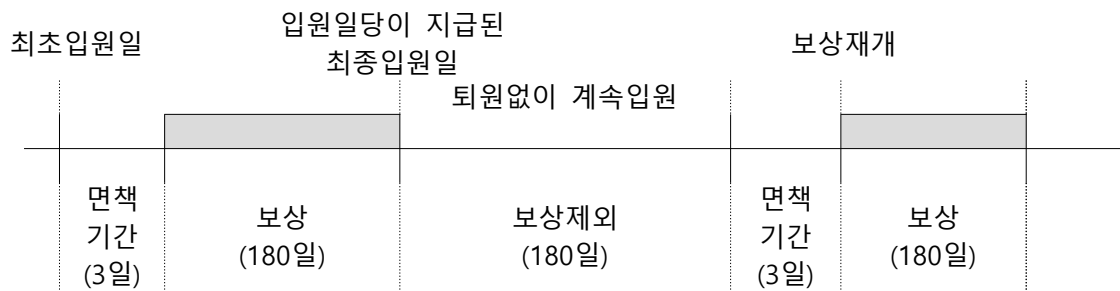 최초입원일
입원일당이 지급된
최종입원일
보상재개
퇴원없이 계속입원
면책
기간
(3일)
보상
(180일)
보상제외
(180일)
면책
기간
(3일)
보상
(180일)